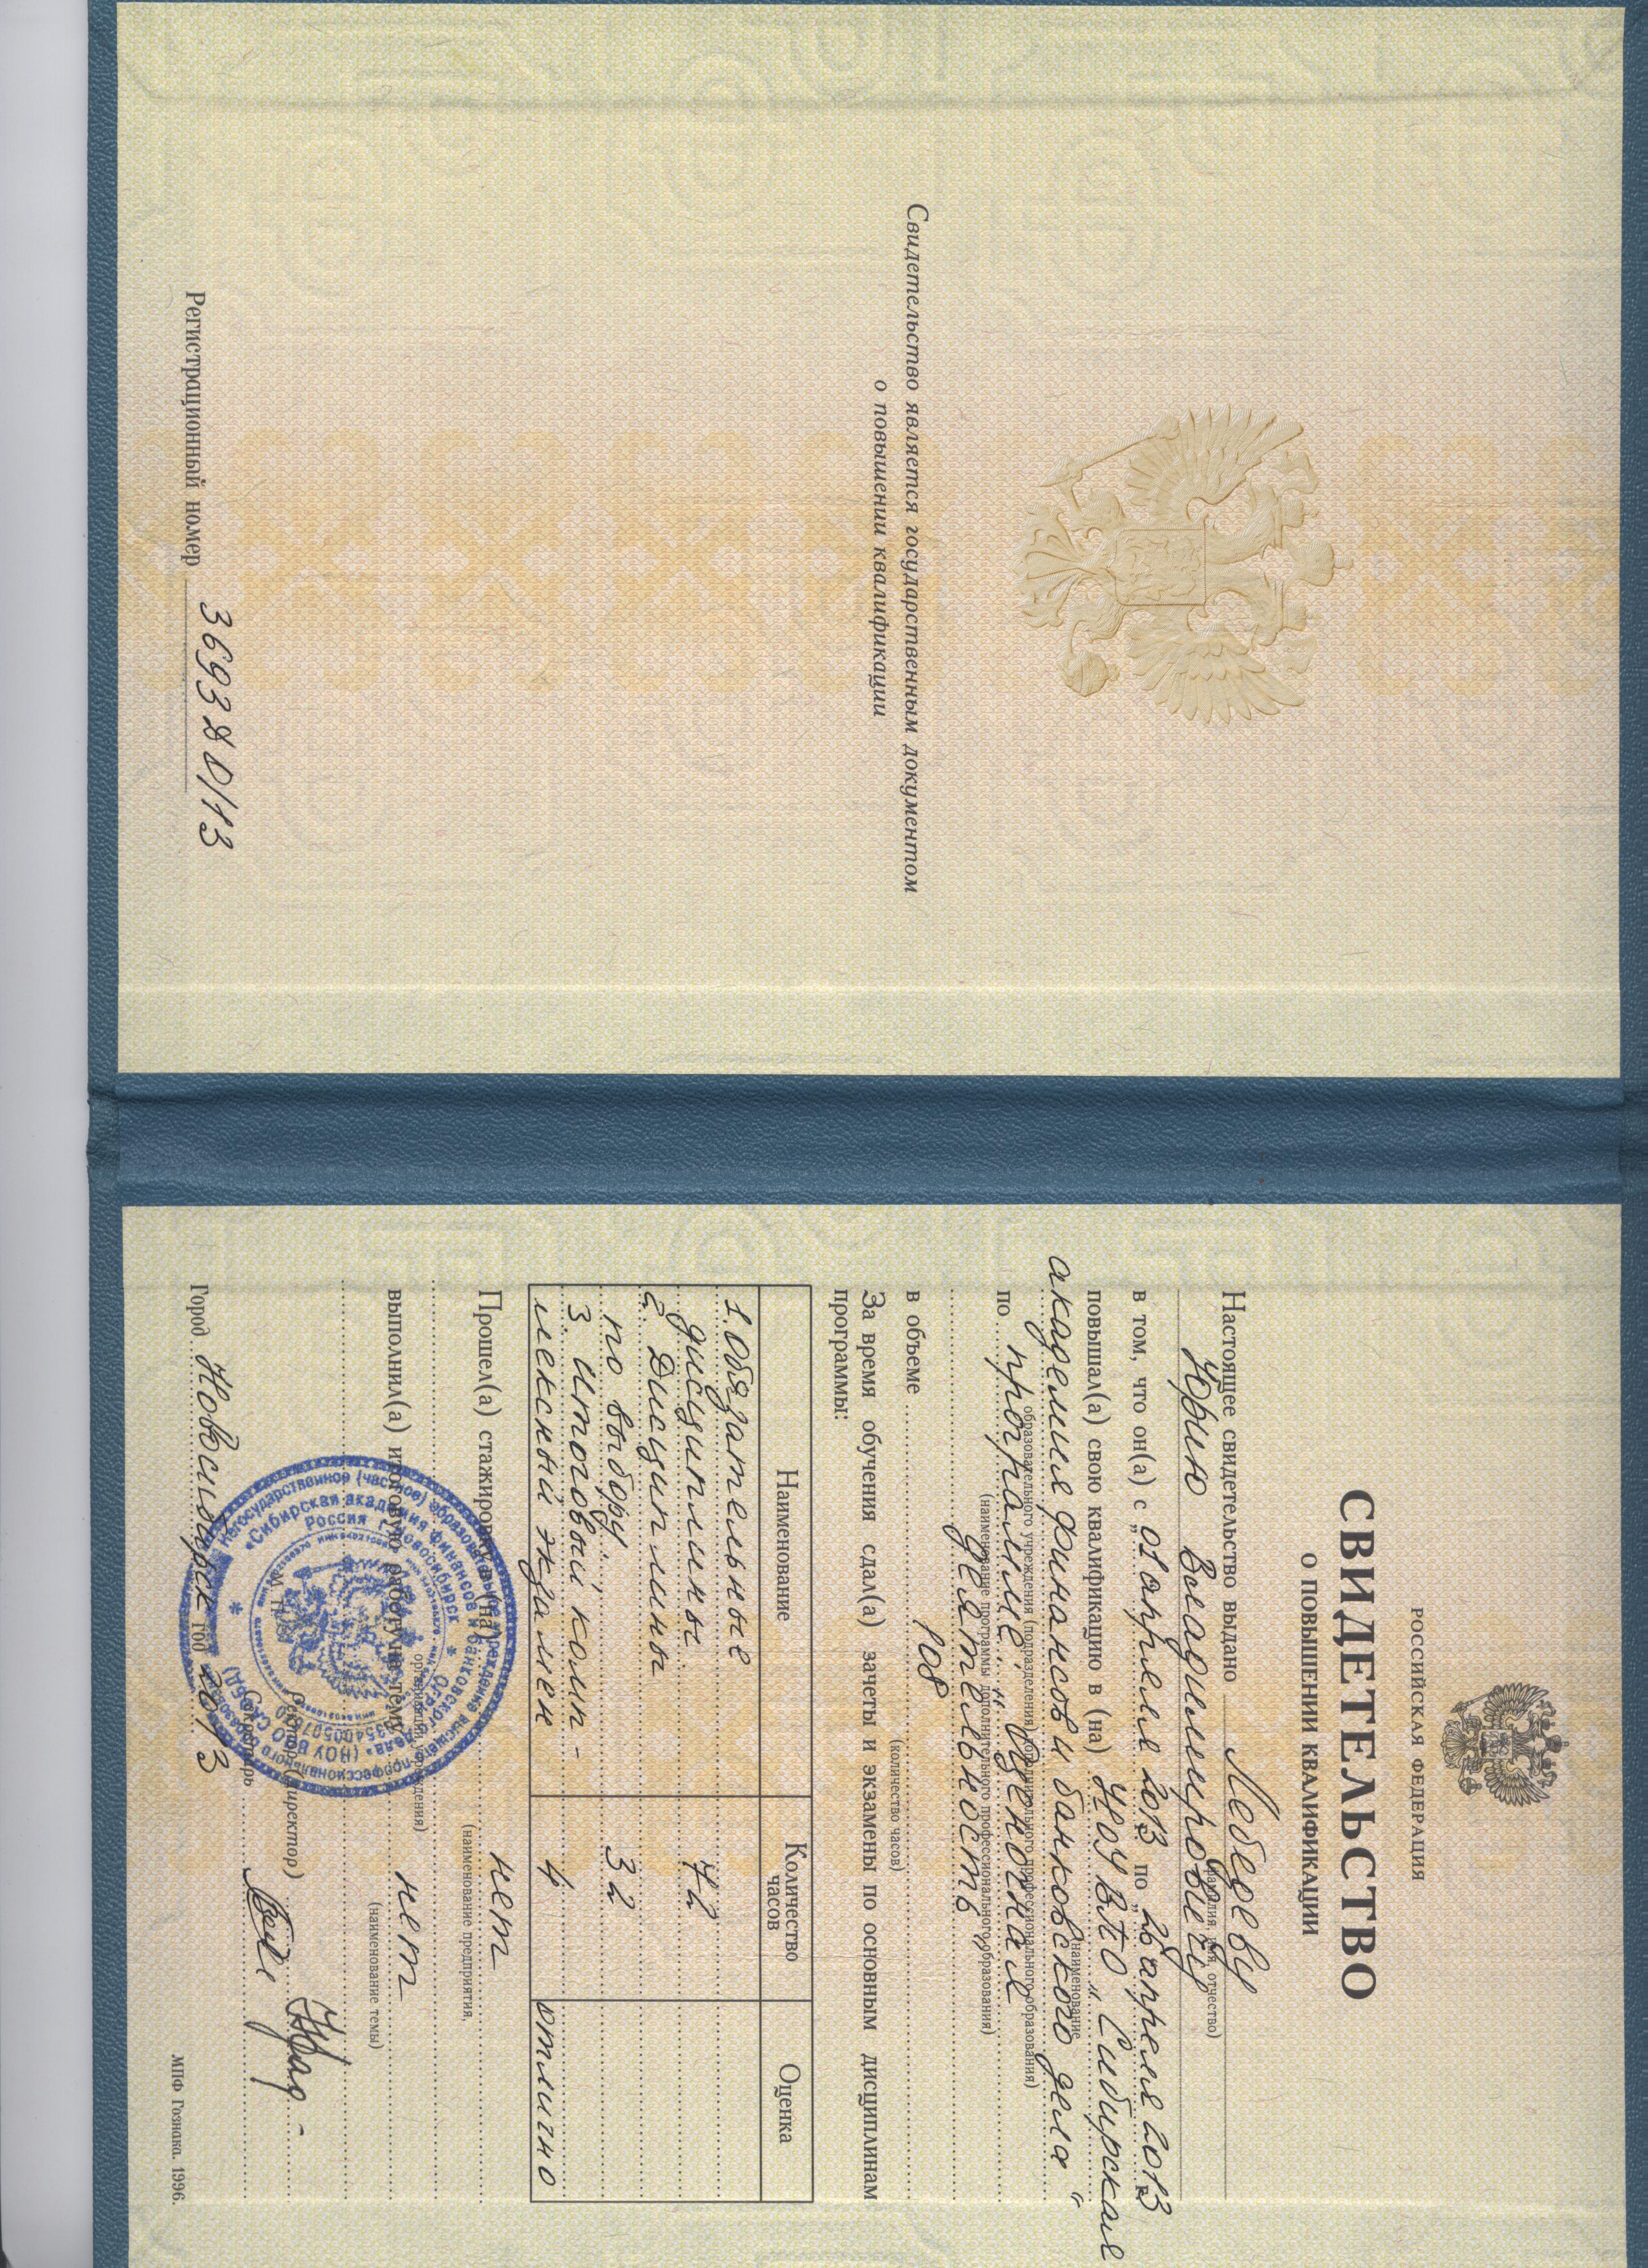 Свидетельство является государственным документом
о повышении квалификации
Регистрационный номер 36938D/13
РОССИЙСКАЯ ФЕДЕРАЦИЯ
СВИДЕТЕЛЬСТВО
О ПОВЫШЕНИИ КВАЛИФИКАЦИИ
Настоящее свидетельство выдано Лебедеву
(фамилия, имя, отчество)
Юрию Владимировичу
в том, что он(а) с „01 апреля 2013 по „26 апреля 2013 г.
повышал(а) свою квалификацию в (на) НОУ ВПО „Сибирская
(наименование
академия финансов и банковского дела"
образовательного учреждения (подразделения) дополнительного профессионального образования)
по программе: „Оценочная
(наименование программы дополнительного профессионального образования)
деятельность"
в объеме 108
(количество часов)
За время обучения сдал(а) зачеты и экзамены по основным дисциплинам
программы:
Наименование Количество часов Оценка
1. Обязательные
дисциплины 72
2. Дисциплины
по выбору. 32
3. Итоговый комп-
лексный экзамен 4 отлично
Прошел(а) стажировку в (на) нет
(наименование предприятия,
организации, учреждения)
выполнил(а) итоговую работу на тему нет
(наименование темы)
Ректор (директор)
Секретарь
Город Новосибирск год 2013
МПФ Гознака. 1996.
Негосударственное (частное) образовательное учреждение высшего профессионального образования
«Сибирская академия финансов и банковского дела» (НОУ ВПО САФБД)
Россия г. Новосибирск